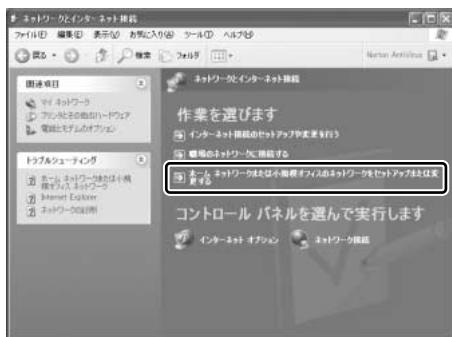 ネットワークとインターネット接続
ファイル(F) 編集(E) 表示(V) お気に入り(A) ツール(T) ヘルプ(H)
戻る 検索 フォルダ Norton AntiVirus
関連項目
マイ ネットワーク
プリンタとその他のハードウェア
電話とモデムのオプション
トラブルシューティング
ホーム ネットワークまたは小規
模オフィス ネットワーク
Internet Explorer
ネットワークの診断
ネットワークとインターネット接続
作業を選びます
インターネット接続のセットアップや変更を行う
職場のネットワークに接続する
ホーム ネットワークまたは小規模オフィスのネットワークをセットアップまたは変
更する
コントロール パネルを選んで実行します
インターネット オプション ネットワーク接続